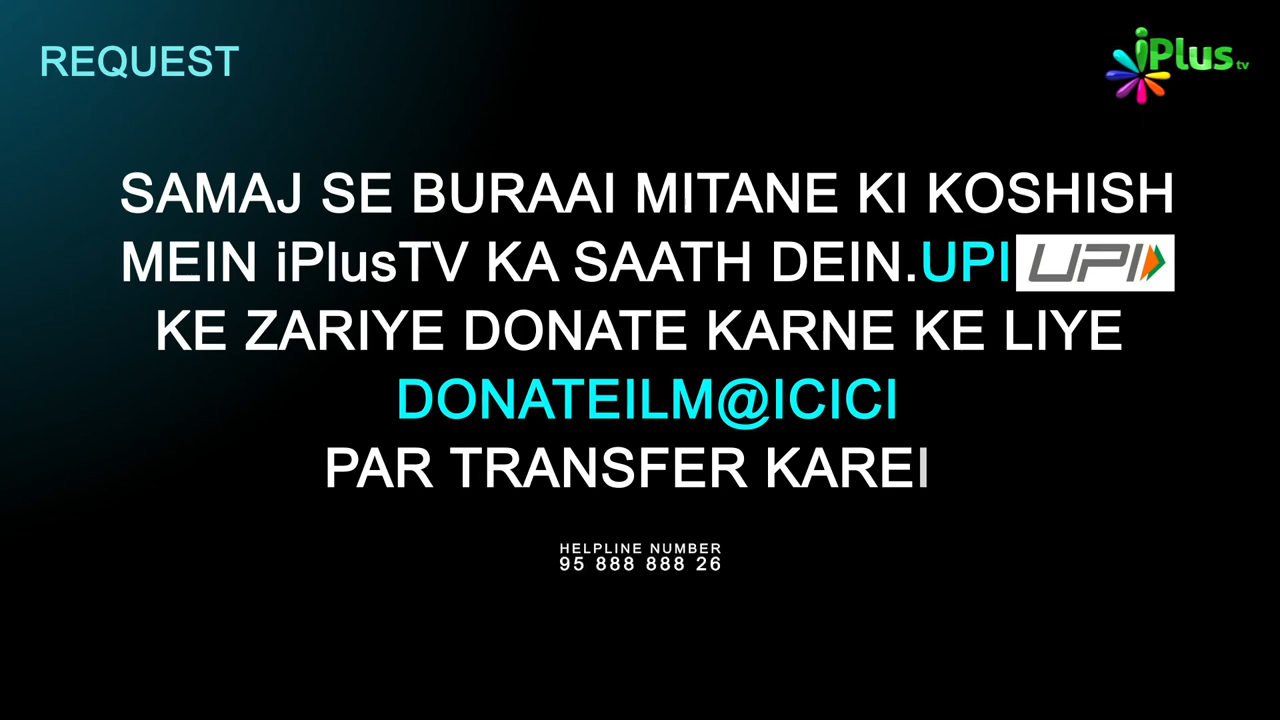 REQUEST
iPlus tv
SAMAJ SE BURAAI MITANE KI KOSHISH
MEIN iPlusTV KA SAATH DEIN.UPI UPI
KE ZARIYE DONATE KARNE KE LIYE
DONATEILM@ICICI
PAR TRANSFER KAREI
HELPLINE NUMBER
95 888 888 26